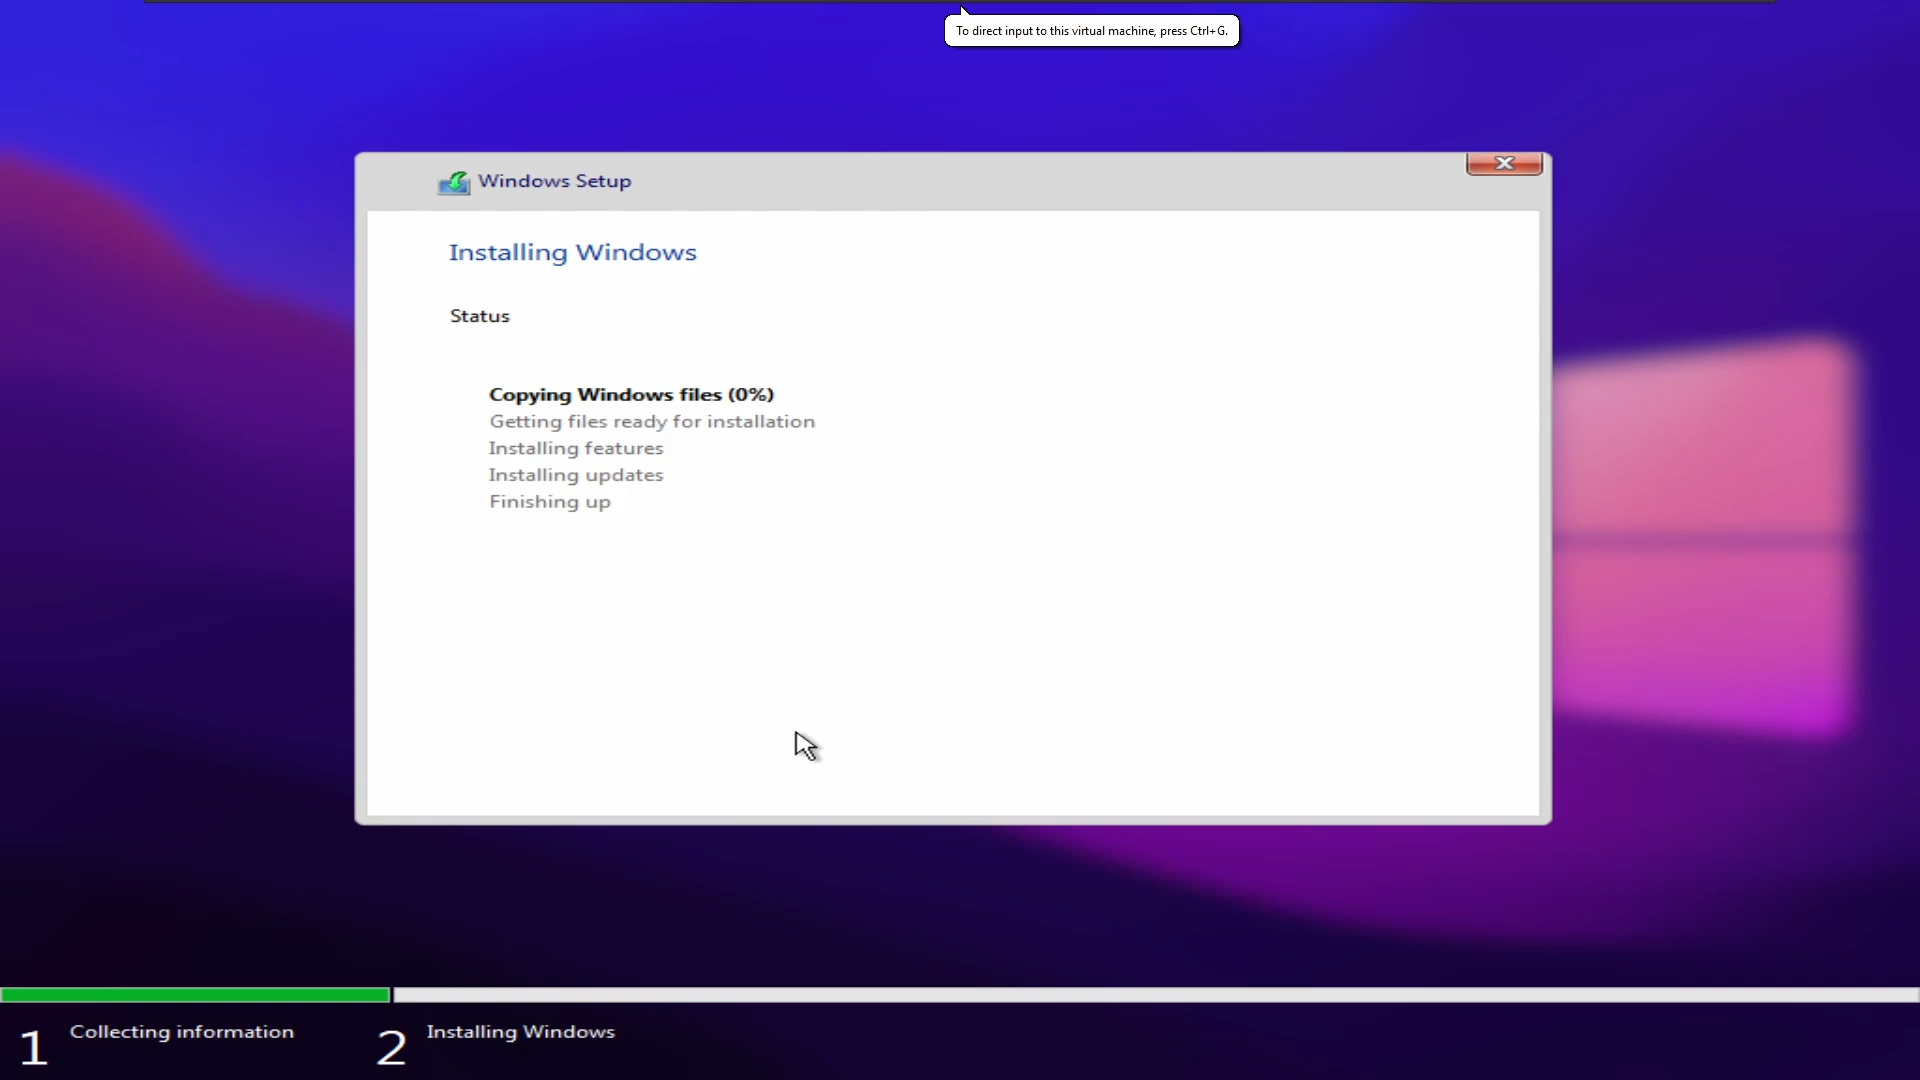 To direct input to this virtual machine, press Ctrl+G.
Windows Setup
Installing Windows
Status
Copying Windows files (0%)
Getting files ready for installation
Installing features
Installing updates
Finishing up
1 Collecting information 2 Installing Windows